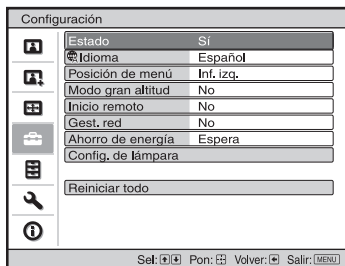 Configuración
Estado Sí
Idioma Español
Posición de menú Inf. izq.
Modo gran altitud No
Inicio remoto No
Gest. red No
Ahorro de energía Espera
Config. de lámpara
Reiniciar todo
Sel: Pon: Volver: Salir: MENU